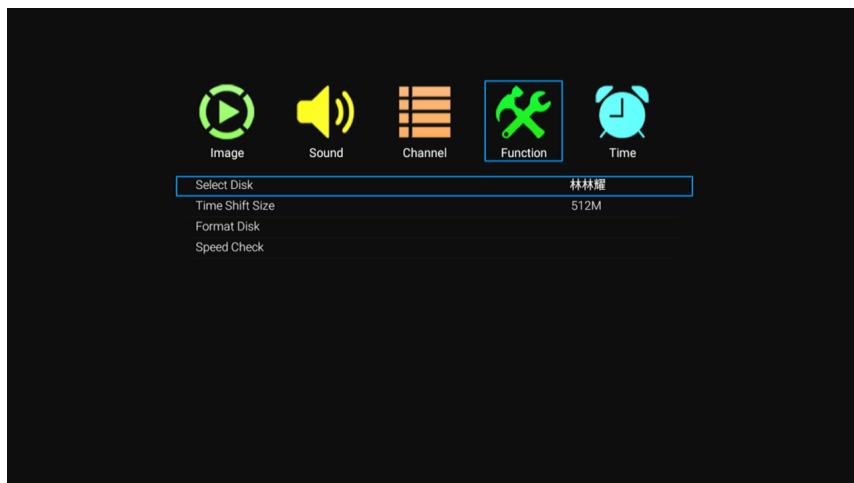 Image Sound Channel Function Time
Select Disk 林林耀
Time Shift Size 512M
Format Disk
Speed Check